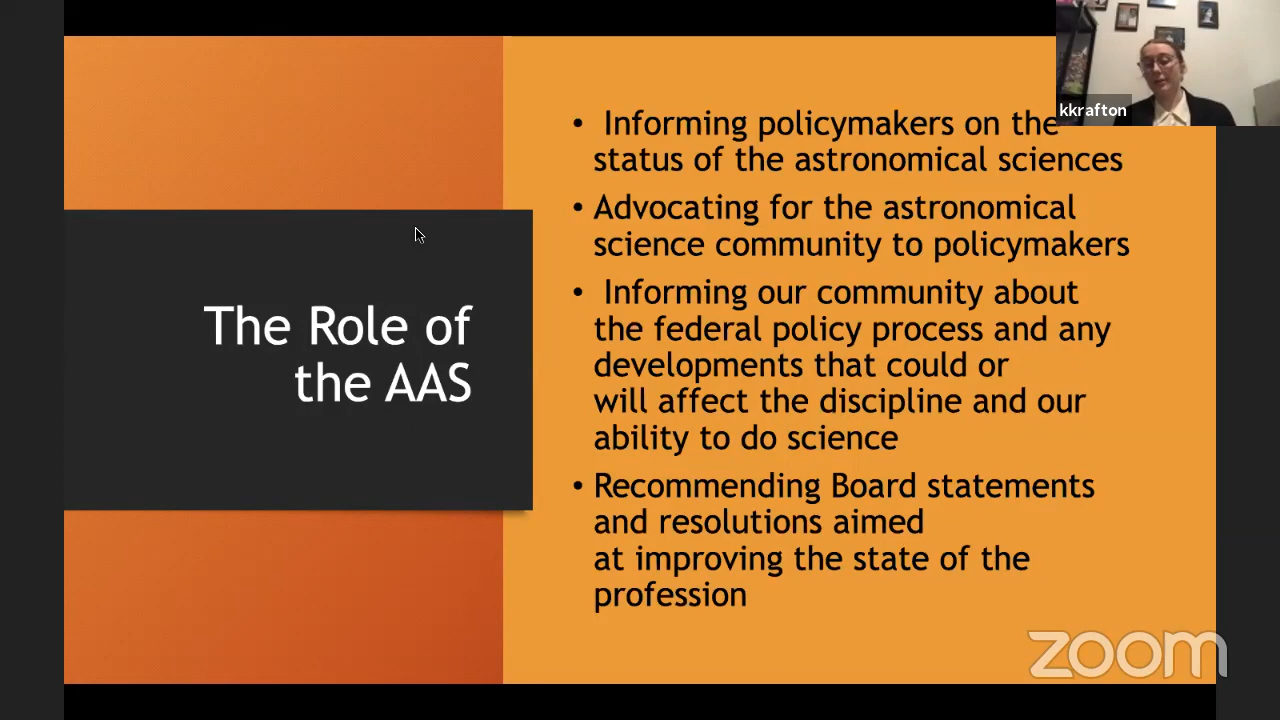 The Role of
the AAS
• Informing policymakers on the
status of the astronomical sciences
• Advocating for the astronomical
science community to policymakers
• Informing our community about
the federal policy process and any
developments that could or
will affect the discipline and our
ability to do science
• Recommending Board statements
and resolutions aimed
at improving the state of the
profession
kkrafton
zoom